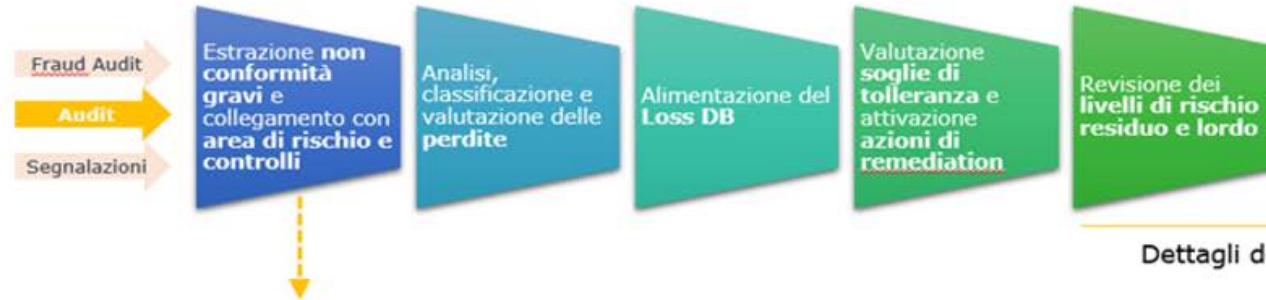 Fraud Audit
Audit
Segnalazioni
Estrazione non
conformità
gravi e
collegamento con
area di rischio e
controlli
Analisi,
classificazione e
valutazione delle
perdite
Alimentazione del
Loss DB
Valutazione
soglie di
tolleranza e
attivazione
azioni di
remediation
Revisione dei
livelli di rischio
residuo e lordo
Dettagli d